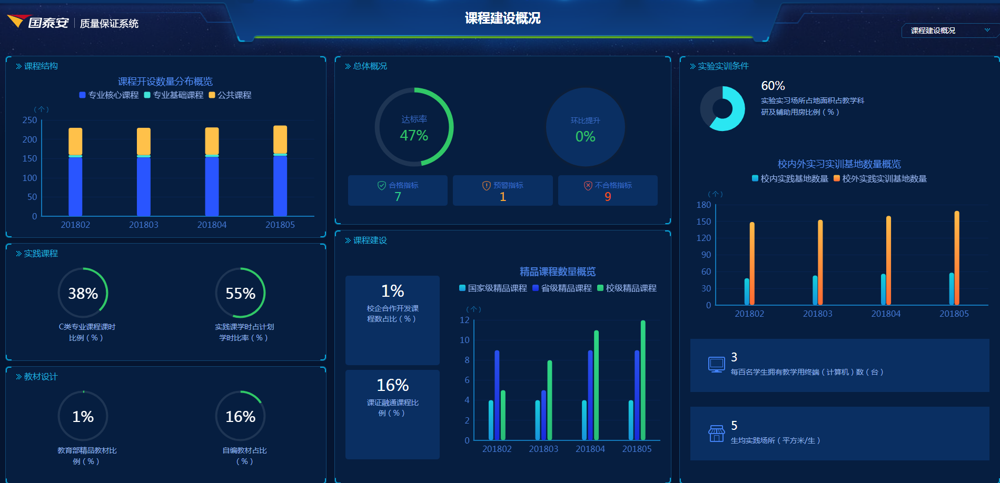 国泰安 质量保证系统
课程建设概况
课程建设概况
课程结构
课程开设数量分布概览
专业核心课程 专业基础课程 公共课程
（个）
250
200
150
100
50
0
201802 201803 201804 201805
实践课程
38%
C类专业课程课时
比例（%）
55%
实践课学时占计划
学时比率（%）
教材设计
1%
教育部精品教材比
例（%）
16%
自编教材占比
（%）
总体概况
达标率
47%
环比提升
0%
合格指标
7
预警指标
1
不合格指标
9
课程建设
1%
校企合作开发课
程数占比（%）
16%
课证融通课程比
例（%）
精品课程数量概览
国家级精品课程 省级精品课程 校级精品课程
（个）
12
10
8
6
4
2
0
201802 201803 201804 201805
实验实训条件
60%
实验实习场所占地面积占教学科
研及辅助用房比例（%）
校内外实习实训基地数量概览
校内实践基地数量 校外实践实训基地数量
（个）
180
150
120
90
60
30
0
201802 201803 201804 201805
3
每百名学生拥有教学用终端（计算机）数（台）
5
生均实践场所（平方米/生）